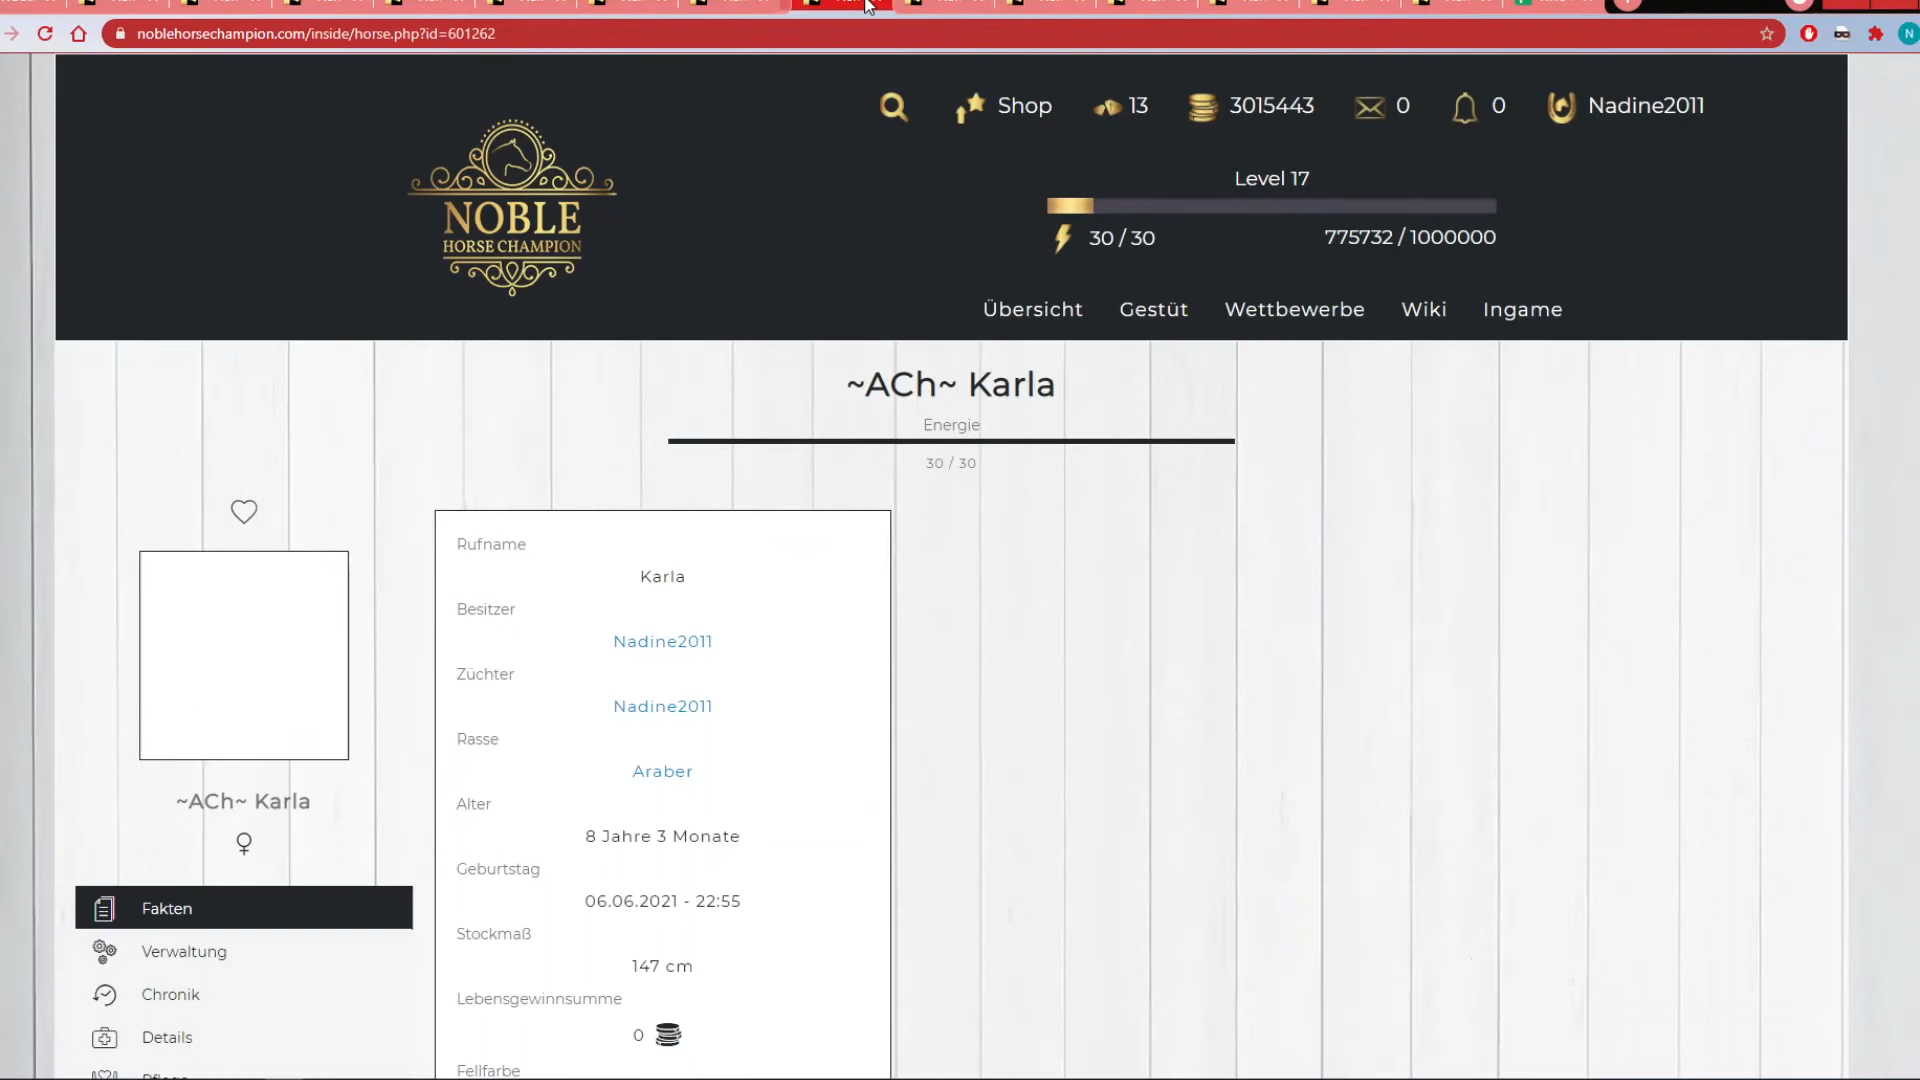 noblehorsechampion.com/inside/horse.php?id=601262
N
Shop
13
3015443
0
0
Nadine2011
NOBLE
HORSE CHAMPION
Level 17
30 / 30
775732 / 1000000
Übersicht
Gestüt
Wettbewerbe
Wiki
Ingame
~ACh~ Karla
Energie
30 / 30
~ACh~ Karla
Fakten
Verwaltung
Chronik
Details
Rufname
Karla
Besitzer
Nadine2011
Züchter
Nadine2011
Rasse
Araber
Alter
8 Jahre 3 Monate
Geburtstag
06.06.2021 - 22:55
Stockmaß
147 cm
Lebensgewinnsumme
0
Fellfarbe